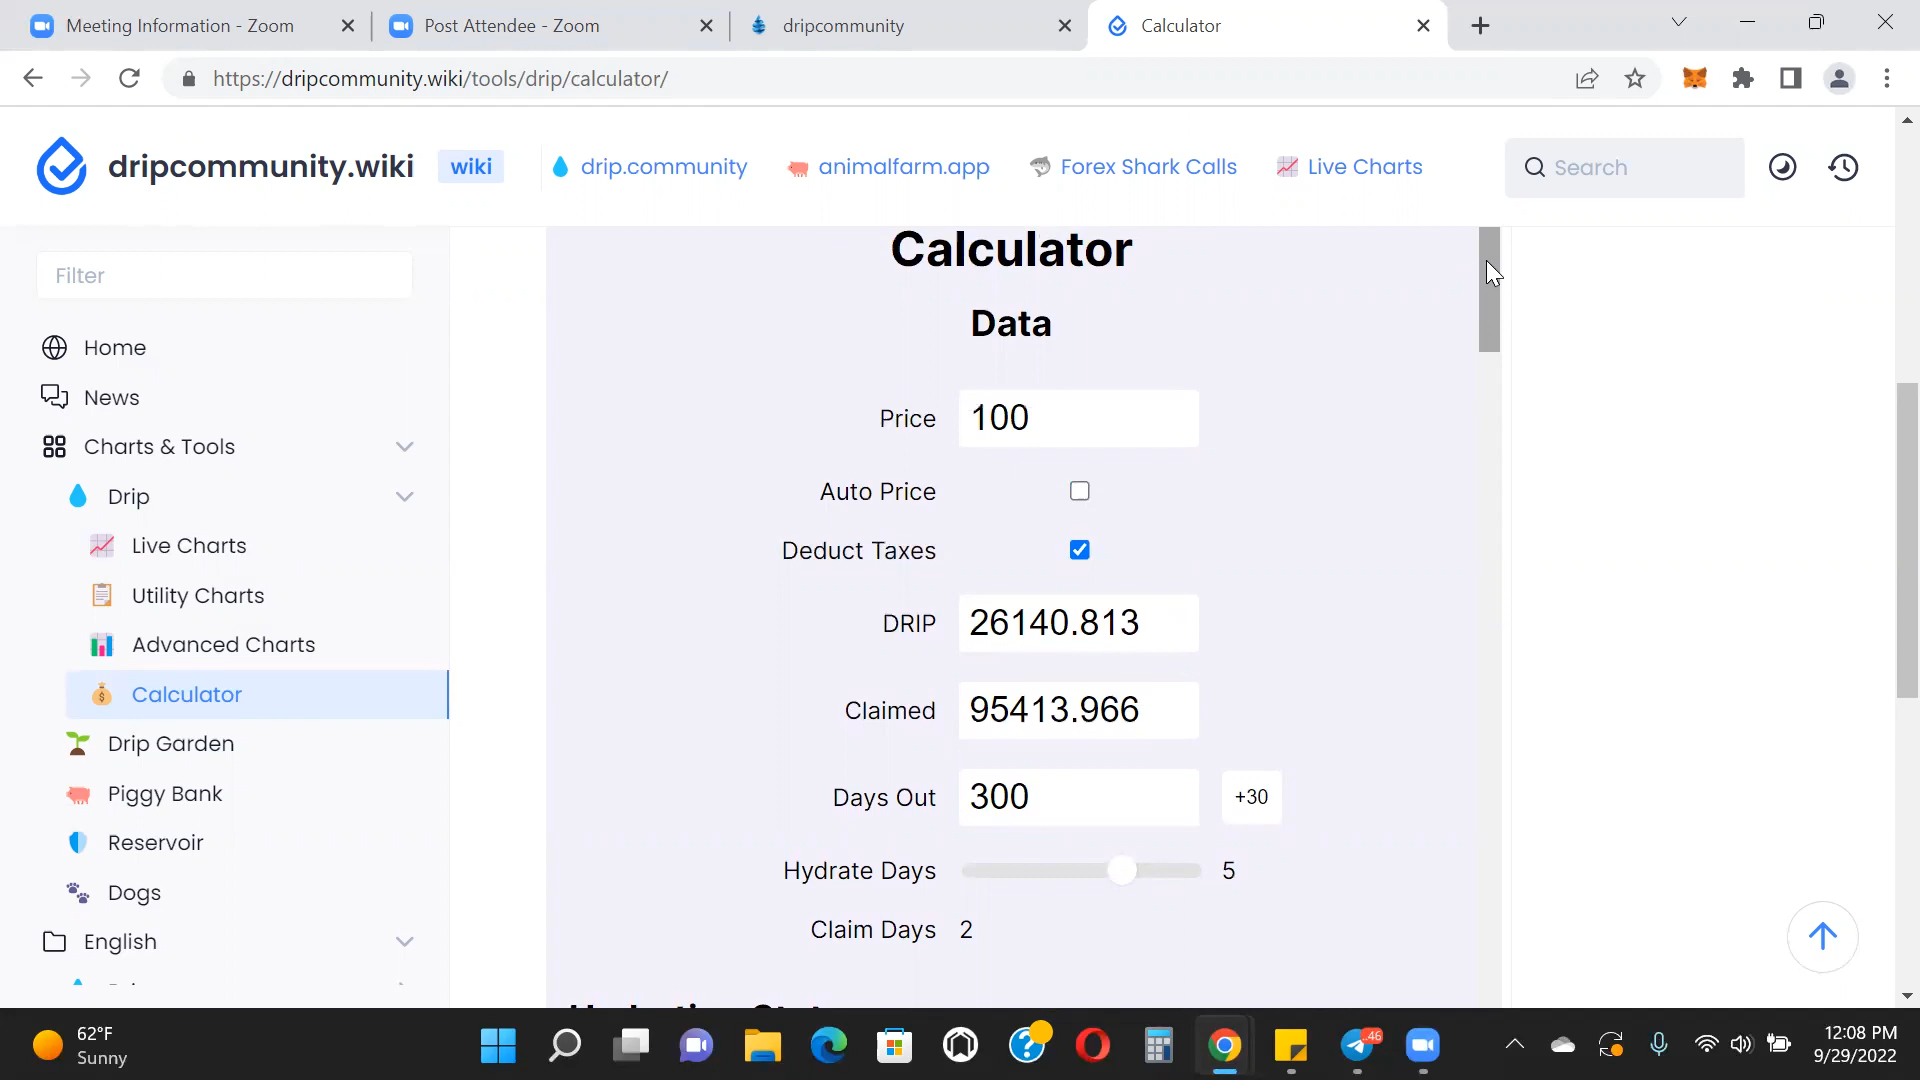 Meeting Information - Zoom
Post Attendee - Zoom
dripcommunity
Calculator
https://dripcommunity.wiki/tools/drip/calculator/
dripcommunity.wiki
wiki
drip.community
animalfarm.app
Forex Shark Calls
Live Charts
Search
Filter
Home
News
Charts & Tools
Drip
Live Charts
Utility Charts
Advanced Charts
Calculator
Drip Garden
Piggy Bank
Reservoir
Dogs
English
Calculator
Data
Price 100
Auto Price
Deduct Taxes
DRIP 26140.813
Claimed 95413.966
Days Out 300 +30
Hydrate Days 5
Claim Days 2
62°F
Sunny
46
12:08 PM
9/29/2022